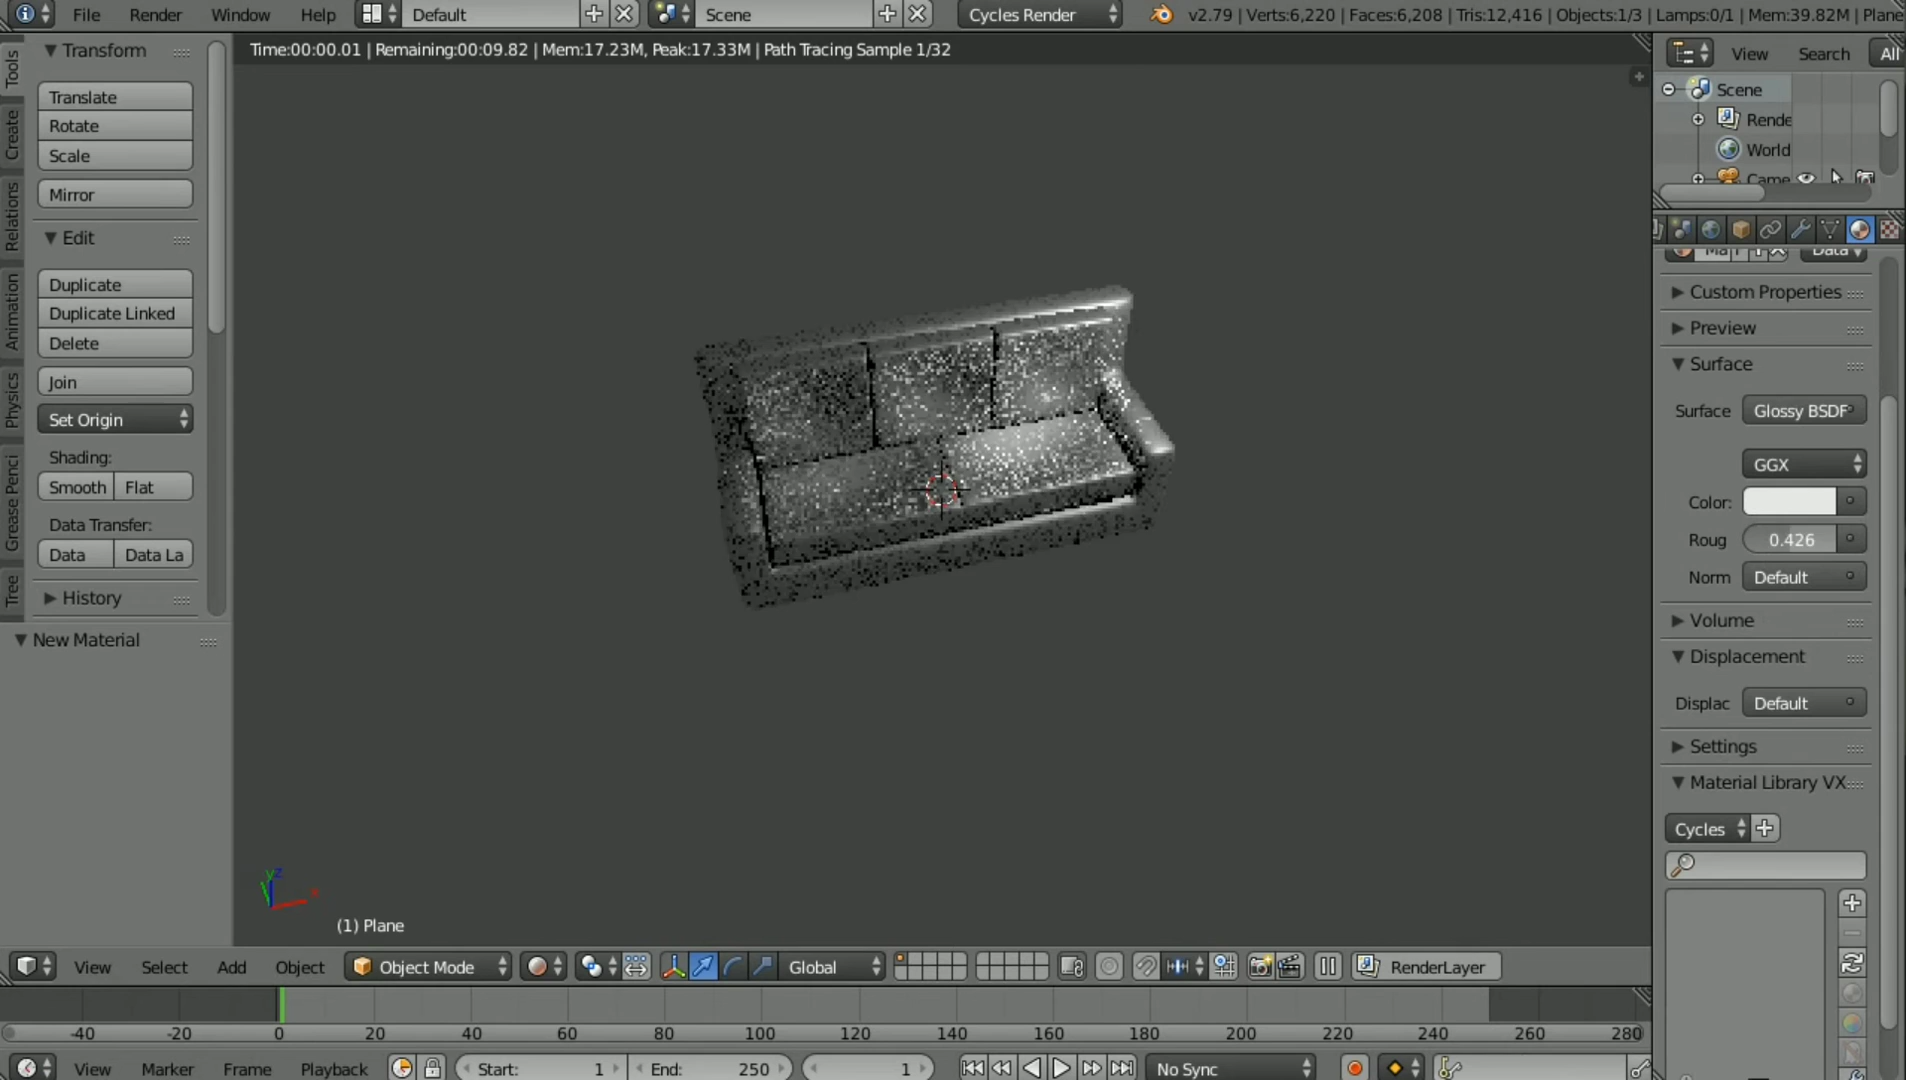 File Render Window Help Default Scene Cycles Render v2.79 | Verts:6,220 | Faces:6,208 | Tris:12,416 | Objects:1/3 | Lamps:0/1 | Mem:39.82M | Plane
Time:00:00.01 | Remaining:00:09.82 | Mem:17.23M, Peak:17.33M | Path Tracing Sample 1/32
Tools
Create
Relations
Animation
Physics
Grease Penci
Tree
Transform
Translate
Rotate
Scale
Mirror
Edit
Duplicate
Duplicate Linked
Delete
Join
Set Origin
Shading:
Smooth Flat
Data Transfer:
Data Data La
History
New Material
(1) Plane
View Search All
Scene
Rende
World
Came
Ma Data
Custom Properties
Preview
Surface
Surface Glossy BSDF
GGX
Color:
Roug 0.426
Norm Default
Volume
Displacement
Displac Default
Settings
Material Library VX
Cycles
View Select Add Object Object Mode Global RenderLayer
-40 -20 0 20 40 60 80 100 120 140 160 180 200 220 240 260 280
View Marker Frame Playback Start: 1 End: 250 1 No Sync